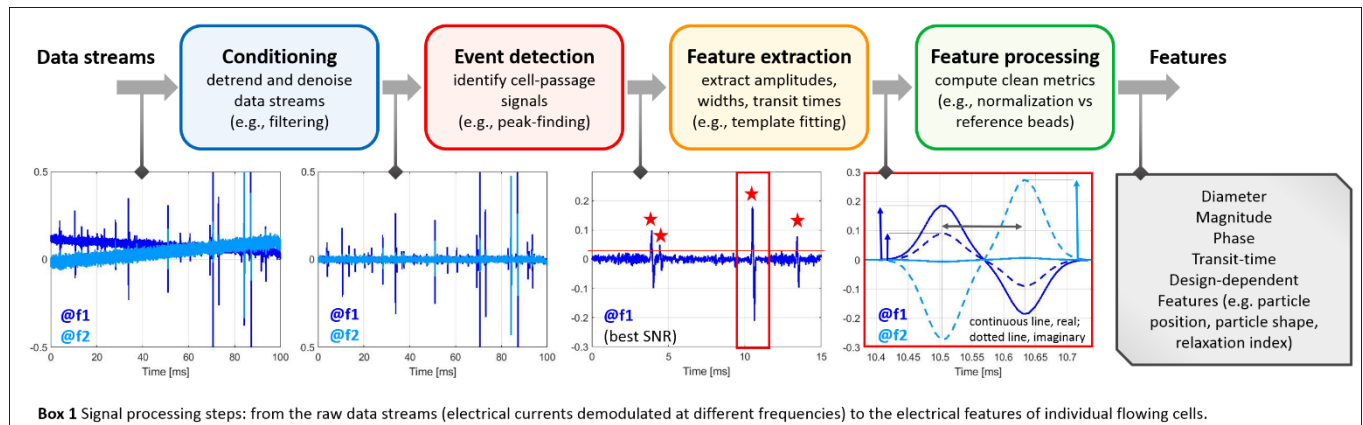 Data streams
Conditioning
detrend and denoise
data streams
(e.g., filtering)
Event detection
identify cell-passage
signals
(e.g., peak-finding)
Feature extraction
extract amplitudes,
widths, transit times
(e.g., template fitting)
Feature processing
compute clean metrics
(e.g., normalization vs
reference beads)
Features
0.5
0
-0.5
@f1
@f2
0 20 40 60 80 100
Time [ms]
0.5
0
-0.5
@f1
@f2
0 20 40 60 80 100
Time [ms]
0.3
0.2
0.1
0
-0.1
-0.2
-0.3
@f1
(best SNR)
0 5 10 15
Time [ms]
0.3
0.2
0.1
0
-0.1
-0.2
-0.3
@f1
@f2
continuous line, real;
dotted line, imaginary
10.4 10.45 10.5 10.55 10.6 10.65 10.7
Time [ms]
Diameter
Magnitude
Phase
Transit-time
Design-dependent
Features (e.g. particle
position, particle shape,
relaxation index)
Box 1 Signal processing steps: from the raw data streams (electrical currents demodulated at different frequencies) to the electrical features of individual flowing cells.